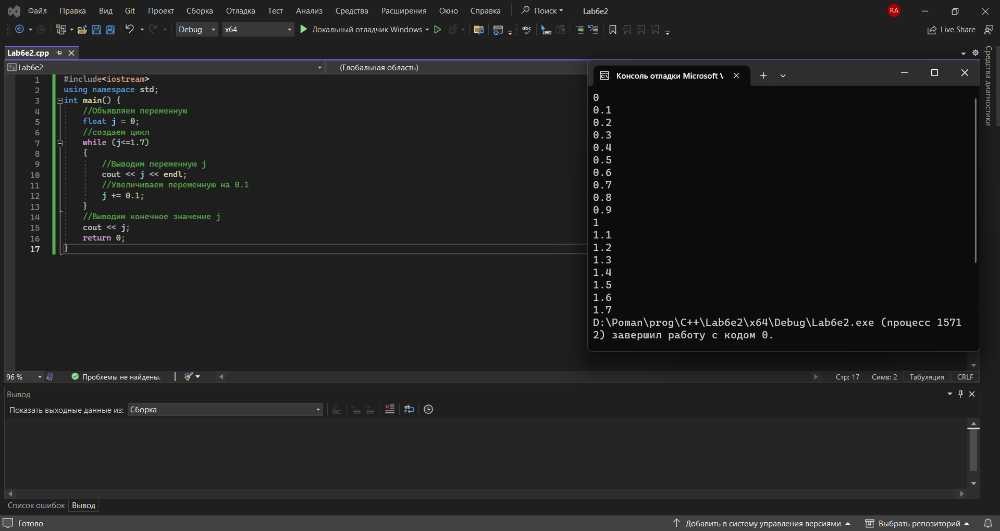 Файл Правка Вид Git Проект Сборка Отладка Тест Анализ Средства Расширения Окно Справка Поиск Lab6e2 RA
Debug x64 Локальный отладчик Windows Live Share
Lab6e2.cpp
Lab6e2 (Глобальная область)
1 #include<iostream>
2 using namespace std;
3 int main() {
4 //Объявляем переменную
5 float j = 0;
6 //создаем цикл
7 while (j<=1.7)
8 {
9 //Выводим переменную j
10 cout << j << endl;
11 //Увеличиваем переменную на 0.1
12 j += 0.1;
13 }
14 //Выводим конечное значение j
15 cout << j;
16 return 0;
17 }
Консоль отладки Microsoft V
0
0.1
0.2
0.3
0.4
0.5
0.6
0.7
0.8
0.9
1
1.1
1.2
1.3
1.4
1.5
1.6
1.7
D:\Poman\prog\C++\Lab6e2\x64\Debug\Lab6e2.exe (процесс 1571
2) завершил работу с кодом 0.
Средства диагностики
96 % Проблемы не найдены. Стр: 17 Симв: 2 Табуляция CRLF
Вывод
Показать выходные данные из: Сборка
Список ошибок Вывод
Готово Добавить в систему управления версиями Выбрать репозиторий